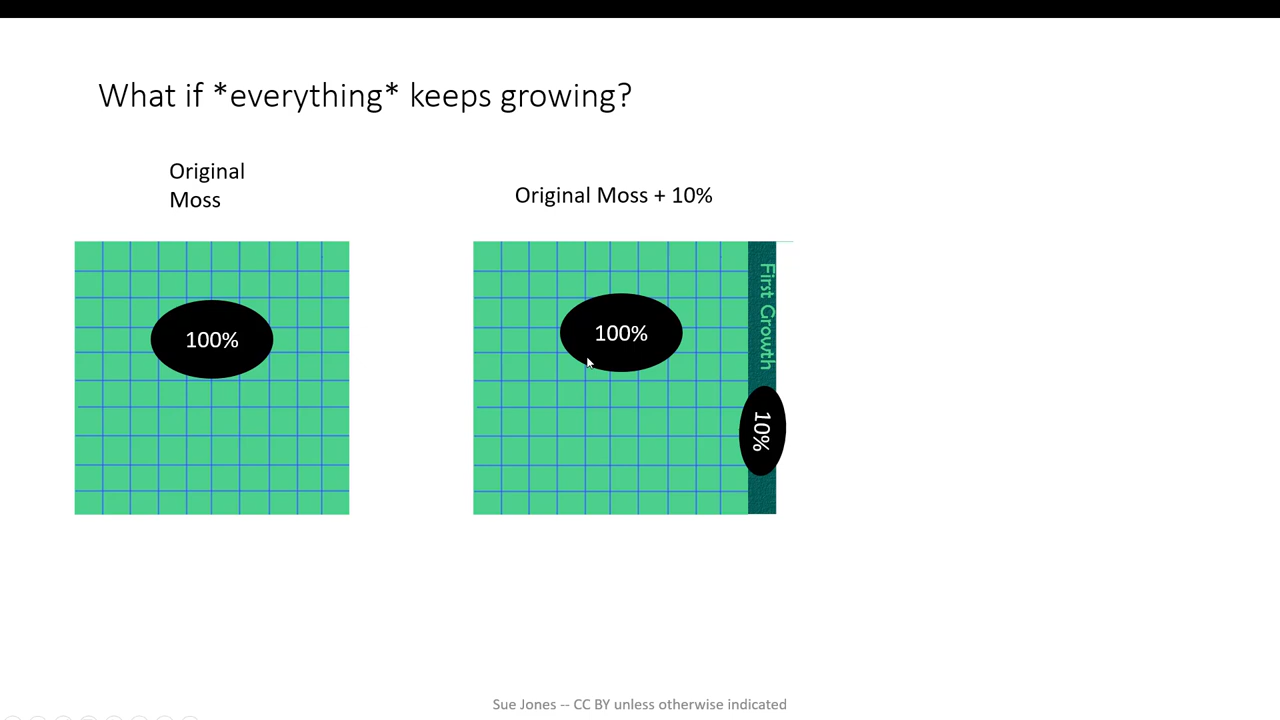 What if *everything* keeps growing?
Original
Moss
Original Moss + 10%
100%
100%
First Growth
10%
Sue Jones -- CC BY unless otherwise indicated